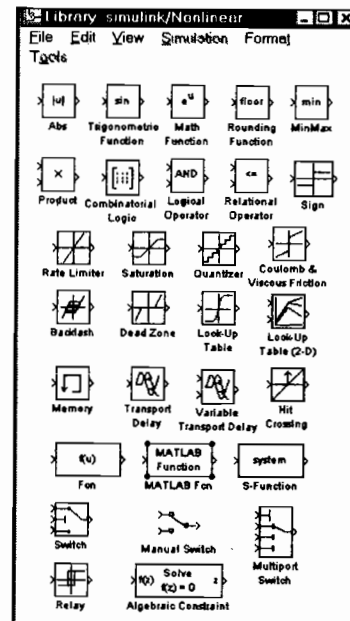 Library simulink/Nonlinear
File Edit View Simulation Format
Tools
|u| sin e^u floor min
Abs Trigonometric Function Math Function Rounding Function MinMax
× [:::] AND <=
Product Combinatorial Logic Logical Operator Relational Operator Sign
Rate Limiter Saturation Quantizer Coulomb & Viscous Friction
Backlash Dead Zone Look-Up Table Look-Up Table (2-D)
Memory Transport Delay Variable Transport Delay Hit Crossing
f(u) MATLAB Function system
Fcn MATLAB Fcn S-Function
Switch Manual Switch Multiport Switch
f(z) Solve f(z) = 0 z
Relay Algebraic Constraint